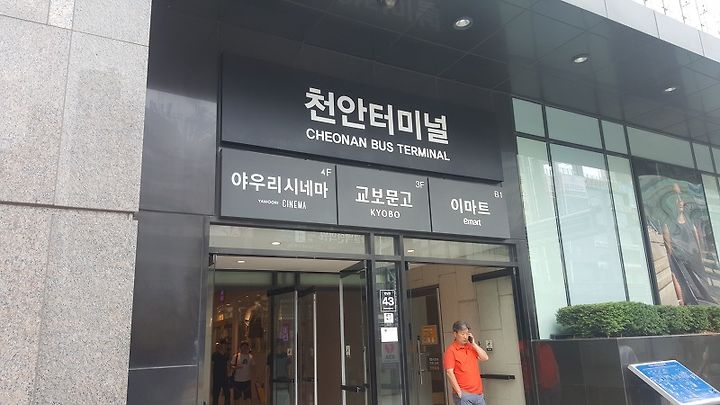 천안터미널
CHEONAN BUS TERMINAL
4F
야우리시네마
YAWOORI CINEMA
3F
교보문고
KYOBO
B1
이마트
emart
43